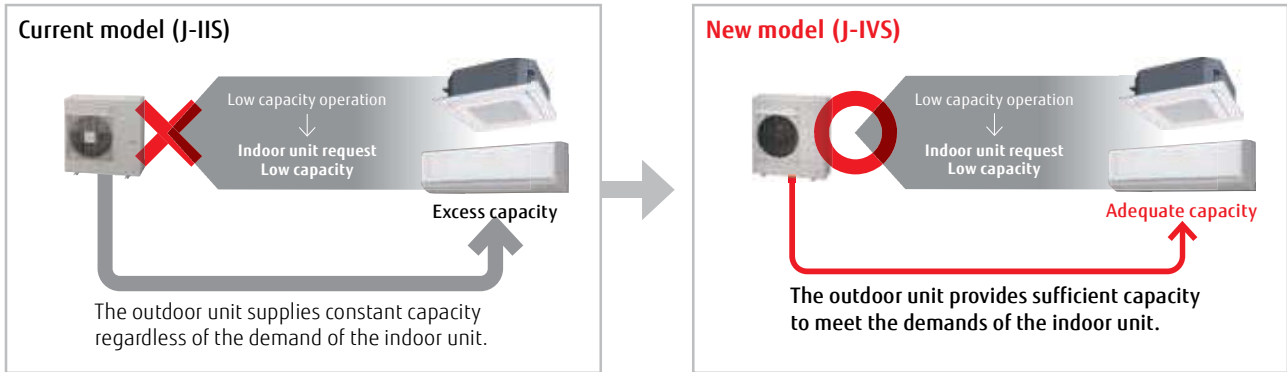 Current model (J-IIS)
Low capacity operation
Indoor unit request
Low capacity
Excess capacity
The outdoor unit supplies constant capacity
regardless of the demand of the indoor unit.
New model (J-IVS)
Low capacity operation
Indoor unit request
Low capacity
Adequate capacity
The outdoor unit provides sufficient capacity
to meet the demands of the indoor unit.